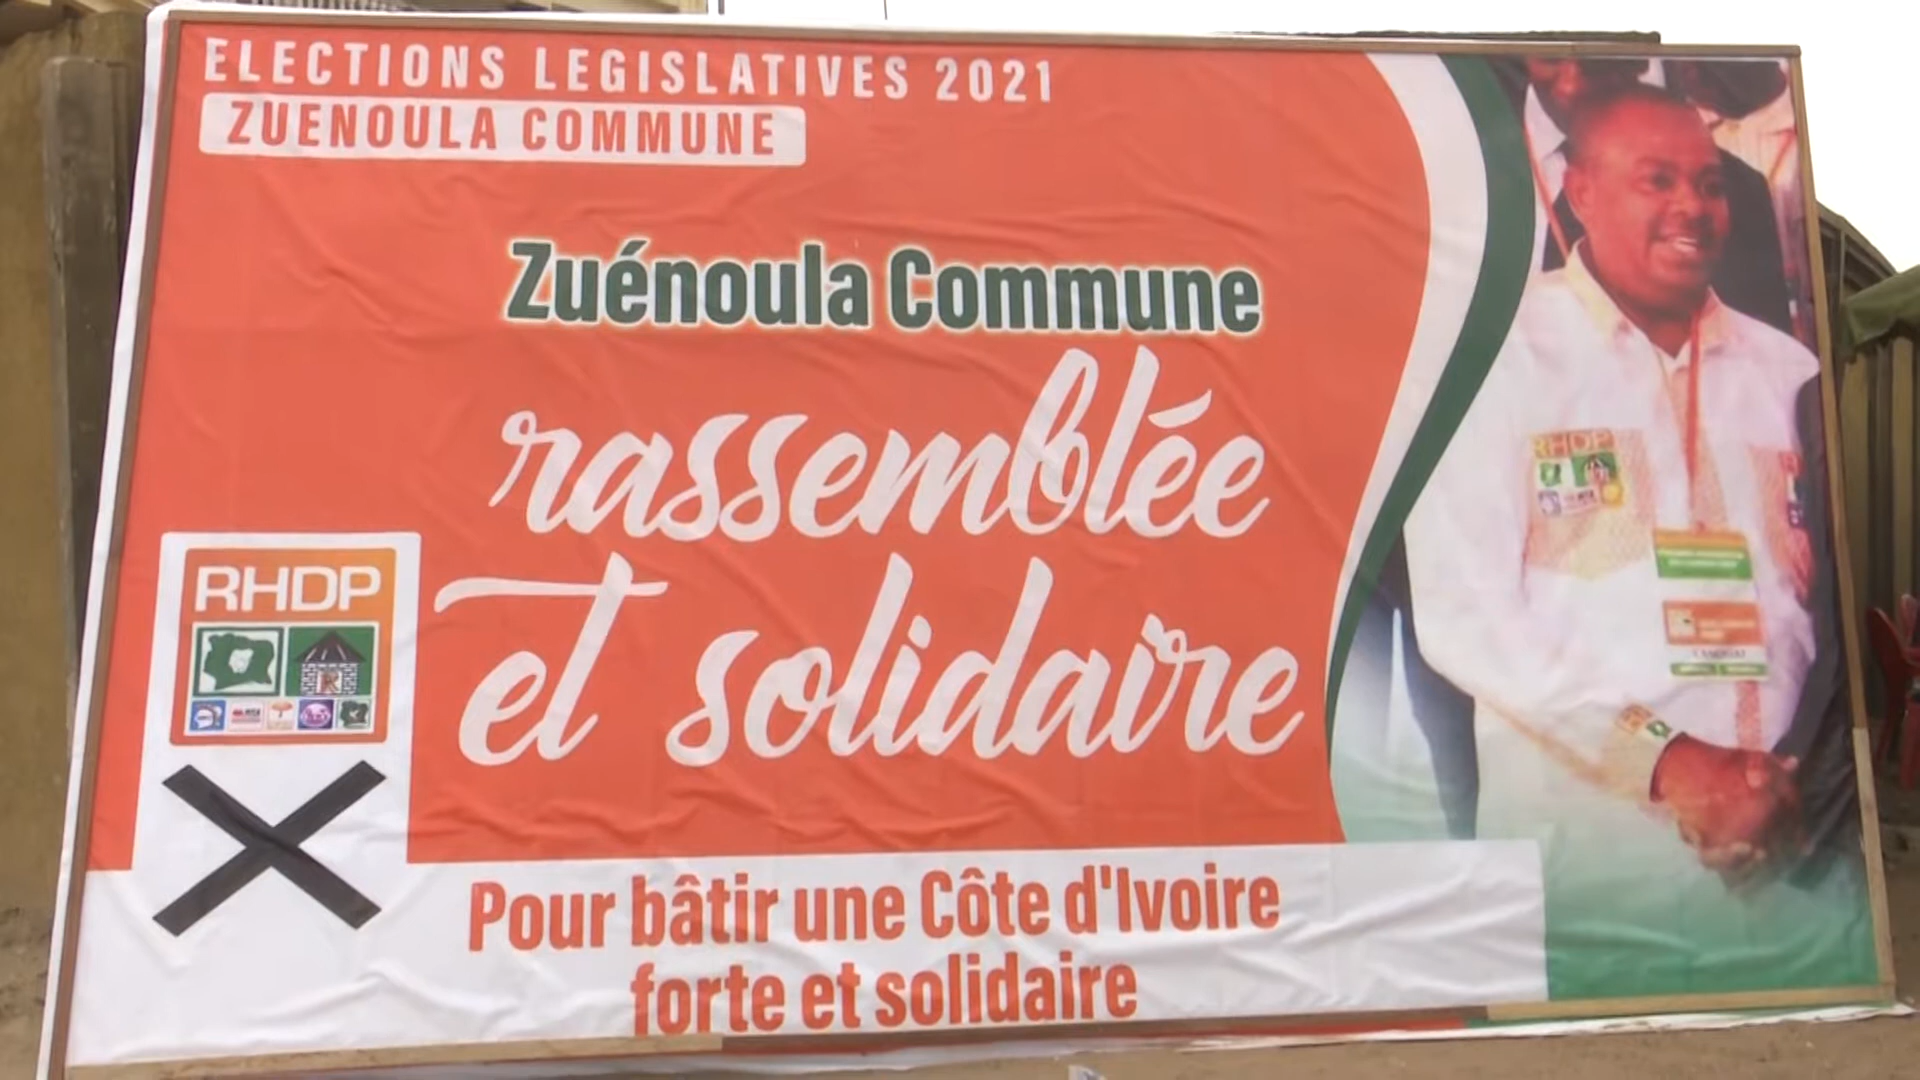 ELECTIONS LEGISLATIVES 2021
ZUENOULA COMMUNE
Zuénoula Commune
rassemblée
et solidaire
RHDP
R
Pour bâtir une Côte d'Ivoire
forte et solidaire
RHDP